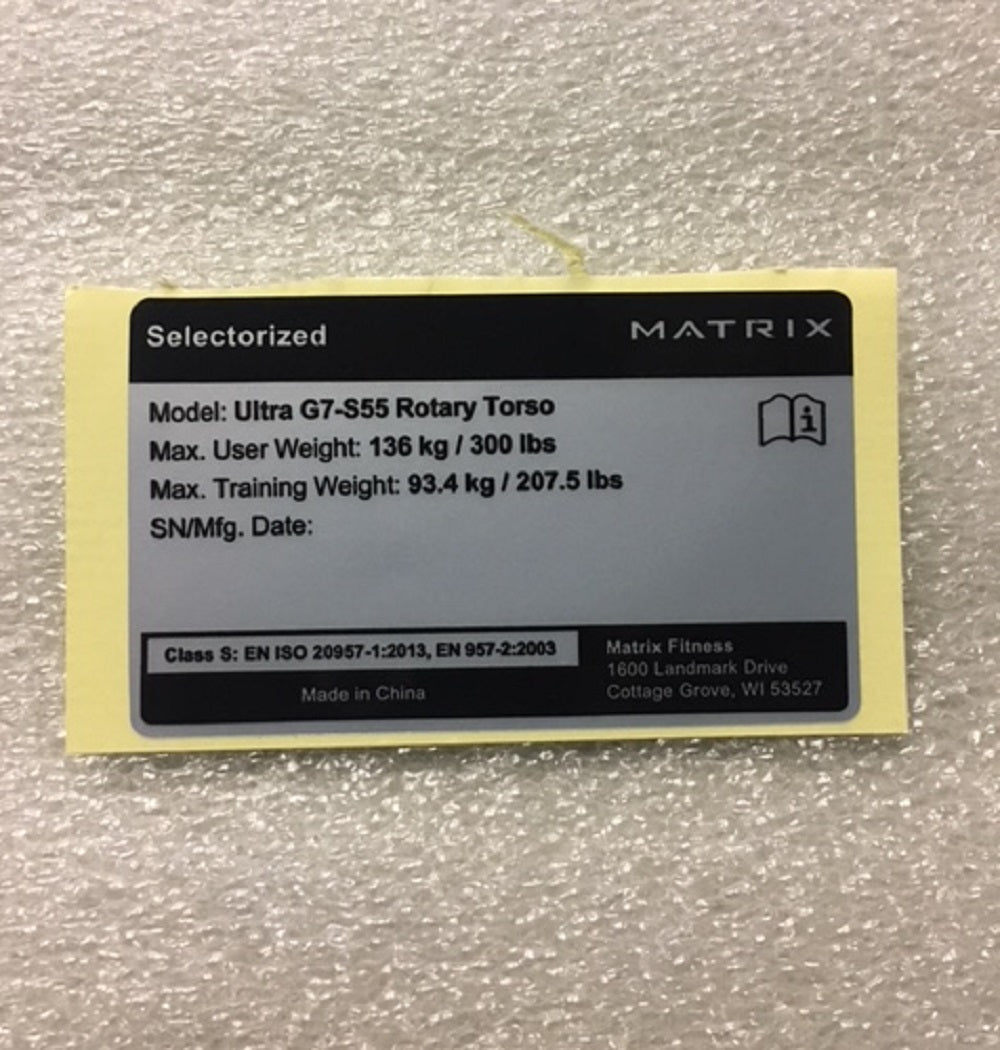 Selectorized
MATRIX
Model: Ultra G7-S55 Rotary Torso
Max. User Weight: 136 kg / 300 lbs
Max. Training Weight: 93.4 kg / 207.5 lbs
SN/Mfg. Date:
Class S: EN ISO 20957-1:2013, EN 957-2:2003
Made in China
Matrix Fitness
1600 Landmark Drive
Cottage Grove, WI 53527